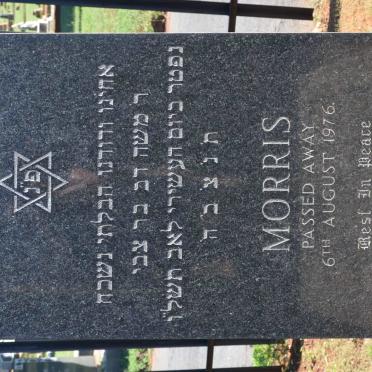 פ״נ
אחינו ודודנו הבלתי נשכח
ר משה דב בר צבי
נפטר ביום העשירי לאב תשל״ו
ת נ צ ב ה
MORRIS
PASSED AWAY
6TH AUGUST 1976.
Rest In Peace